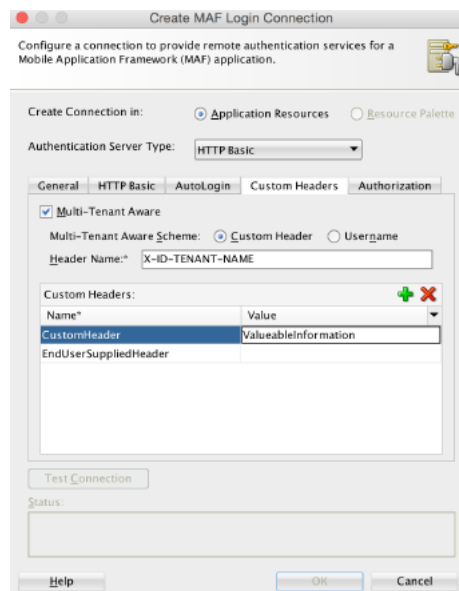 Create MAF Login Connection
Configure a connection to provide remote authentication services for a
Mobile Application Framework (MAF) application.
Create Connection in: Application Resources Resource Palette
Authentication Server Type: HTTP Basic
General HTTP Basic AutoLogin Custom Headers Authorization
Multi-Tenant Aware
Multi-Tenant Aware Scheme: Custom Header Username
Header Name:* X-ID-TENANT-NAME
Custom Headers:
Name* Value
CustomHeader ValueableInformation
EndUserSuppliedHeader
Test Connection
Status:
Help OK Cancel